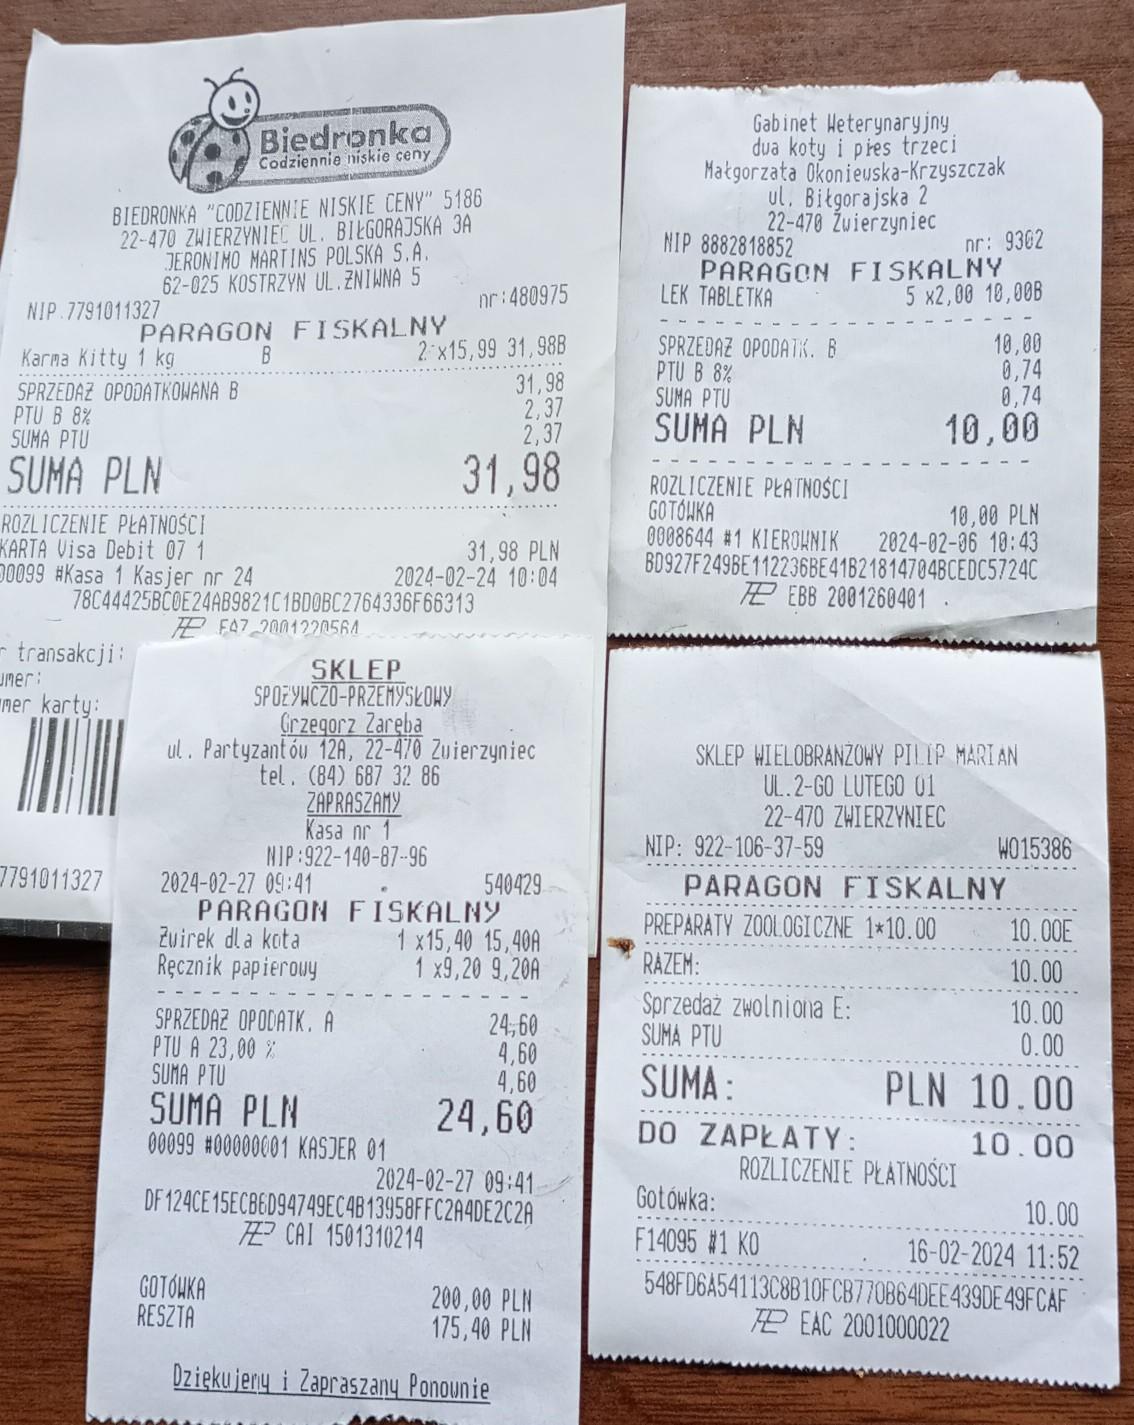 Biedronka
Codziennie niskie ceny
BIEDRONKA "CODZIENNIE NISKIE CENY" 5186
22-470 ZWIERZYNIEC UL. BIŁGORAJSKA 3A
JERONIMO MARTINS POLSKA S.A.
62-025 KOSTRZYN UL.ŻNIWNA 5
NIP 7791011327 nr:480975
PARAGON FISKALNY
Karma Kitty 1 kg B 2 x15,99 31,98B
SPRZEDAŻ OPODATKOWANA B 31,98
PTU B 8% 2,37
SUMA PTU 2,37
SUMA PLN 31,98
ROZLICZENIE PŁATNOŚCI
KARTA Visa Debit 07 1 31,98 PLN
00099 #Kasa 1 Kasjer nr 24 2024-02-24 10:04
78C44425BC0E24AB9821C1BD0BC2764336F66313
EAZ 2001220564
r transakcji:
umer:
mer karty:
7791011327
Gabinet Weterynaryjny
dwa koty i pies trzeci
Małgorzata Okoniewska-Krzyszczak
ul. Biłgorajska 2
22-470 Zwierzyniec
NIP 8882818852 nr: 9302
PARAGON FISKALNY
LEK TABLETKA 5 x2,00 10,00B
SPRZEDAŻ OPODATK. B 10,00
PTU B 8% 0,74
SUMA PTU 0,74
SUMA PLN 10,00
ROZLICZENIE PŁATNOŚCI
GOTÓWKA 10,00 PLN
0008644 #1 KIEROWNIK 2024-02-06 10:43
BD927F249BE112236BE41B21814704BCEDC5724C
EBB 2001260401
SKLEP
SPOŻYWCZO-PRZEMYSŁOWY
Grzegorz Zaręba
ul. Partyzantów 12A, 22-470 Zwierzyniec
tel. (84) 687 32 86
ZAPRASZAMY
Kasa nr 1
NIP:922-140-87-96
2024-02-27 09:41 540429
PARAGON FISKALNY
Żwirek dla kota 1 x15,40 15,40A
Ręcznik papierowy 1 x9,20 9,20A
SPRZEDAŻ OPODATK. A 24,60
PTU A 23,00 % 4,60
SUMA PTU 4,60
SUMA PLN 24,60
00099 #00000001 KASJER 01
2024-02-27 09:41
DF124CE15ECB6D94749EC4B13958FFC2A4DE2C2A
CAI 1501310214
GOTÓWKA 200,00 PLN
RESZTA 175,40 PLN
Dziękujemy i Zapraszamy Ponownie
SKLEP WIELOBRANŻOWY PILIP MARIAN
UL.2-GO LUTEGO 01
22-470 ZWIERZYNIEC
NIP: 922-106-37-59 W015386
PARAGON FISKALNY
PREPARATY ZOOLOGICZNE 1*10.00 10.00E
RAZEM: 10.00
Sprzedaż zwolniona E: 10.00
SUMA PTU 0.00
SUMA: PLN 10.00
DO ZAPŁATY: 10.00
ROZLICZENIE PŁATNOŚCI
Gotówka: 10.00
F14095 #1 KO 16-02-2024 11:52
548FD6A54113C8B10FCB770B64DEE439DE49FCAF
EAC 2001000022